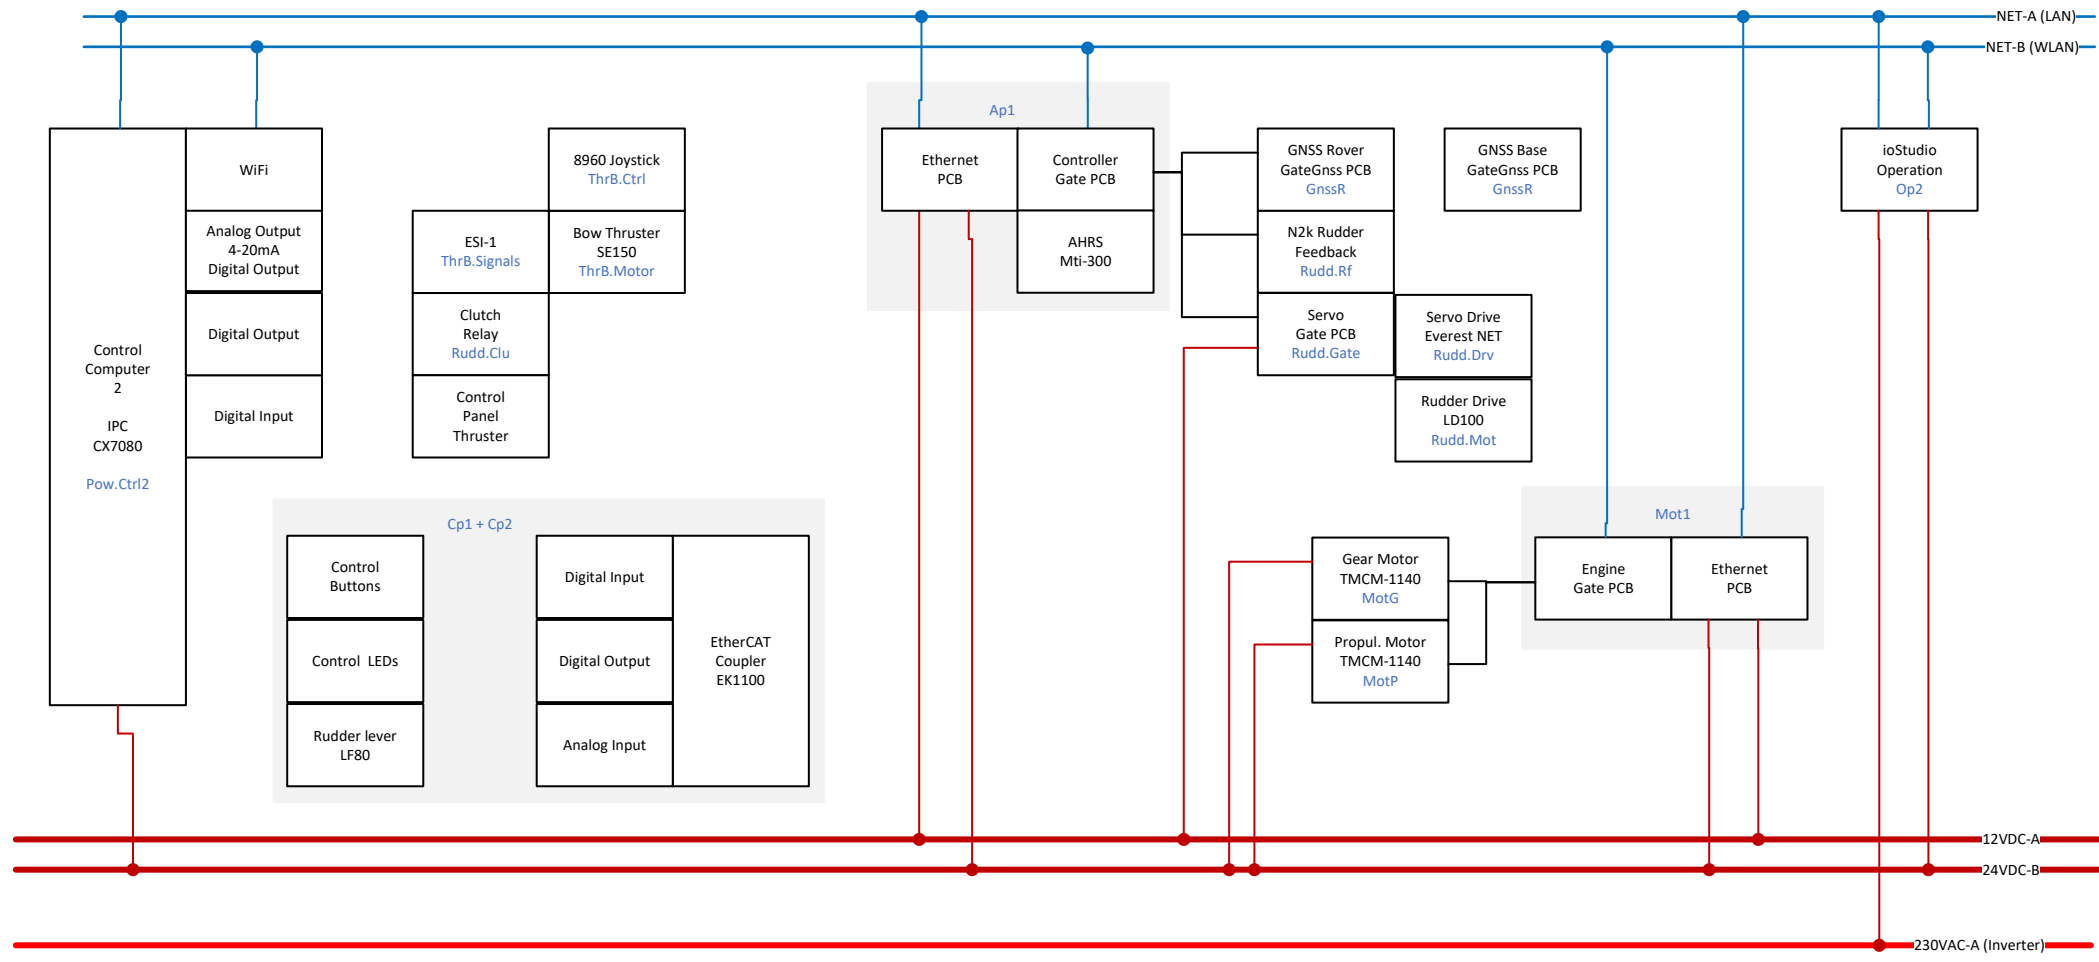 NET-A (LAN)
NET-B (WLAN)
Control
Computer
2
IPC
CX7080
Pow.Ctrl2
WiFi
Analog Output
4-20mA
Digital Output
Digital Output
Digital Input
8960 Joystick
ThrB.Ctrl
ESI-1
ThrB.Signals
Bow Thruster
SE150
ThrB.Motor
Clutch
Relay
Rudd.Clu
Control
Panel
Thruster
Ap1
Ethernet
PCB
Controller
Gate PCB
AHRS
Mti-300
GNSS Rover
GateGnss PCB
GnssR
N2k Rudder
Feedback
Rudd.Rf
Servo
Gate PCB
Rudd.Gate
GNSS Base
GateGnss PCB
GnssR
Servo Drive
Everest NET
Rudd.Drv
Rudder Drive
LD100
Rudd.Mot
ioStudio
Operation
Op2
Cp1 + Cp2
Control
Buttons
Control LEDs
Rudder lever
LF80
Digital Input
Digital Output
Analog Input
EtherCAT
Coupler
EK1100
Gear Motor
TMCM-1140
MotG
Propul. Motor
TMCM-1140
MotP
Mot1
Engine
Gate PCB
Ethernet
PCB
12VDC-A
24VDC-B
230VAC-A (Inverter)